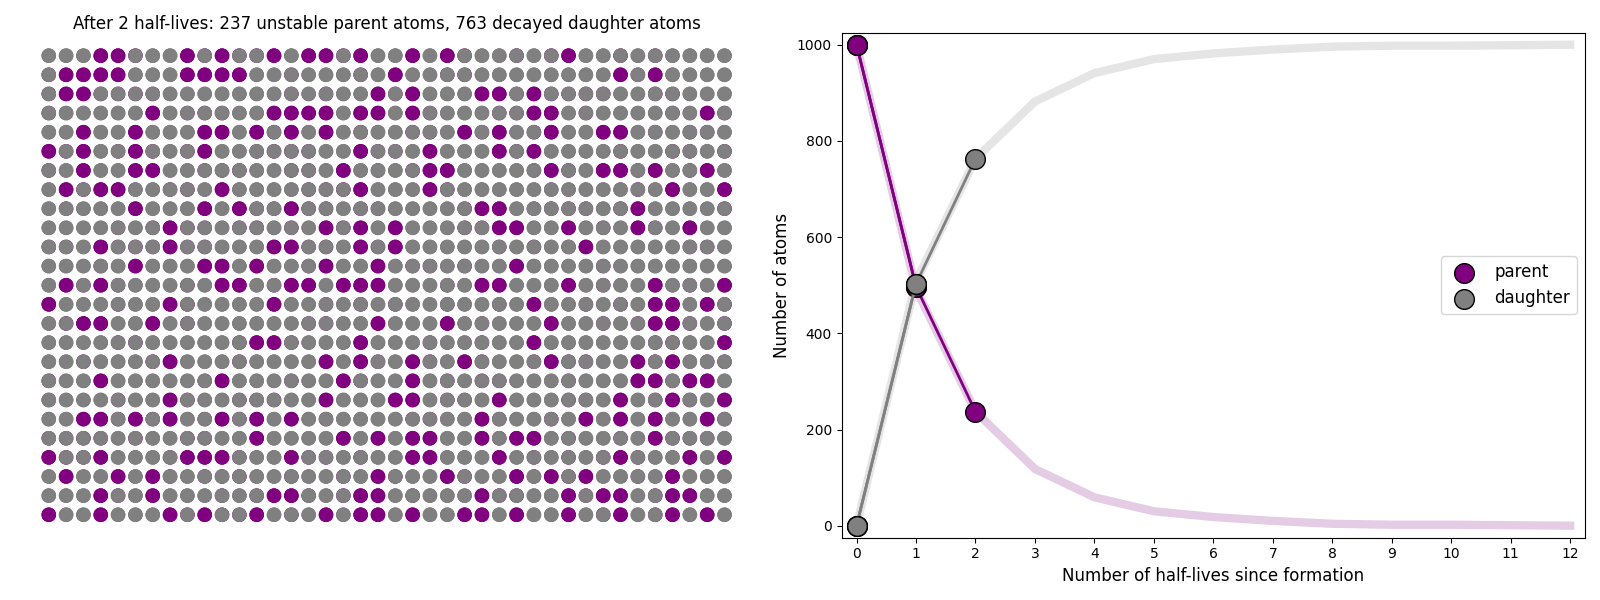 After 2 half-lives: 237 unstable parent atoms, 763 decayed daughter atoms
Number of atoms
1000
800
600
400
200
0
parent
daughter
0 1 2 3 4 5 6 7 8 9 10 11 12
Number of half-lives since formation